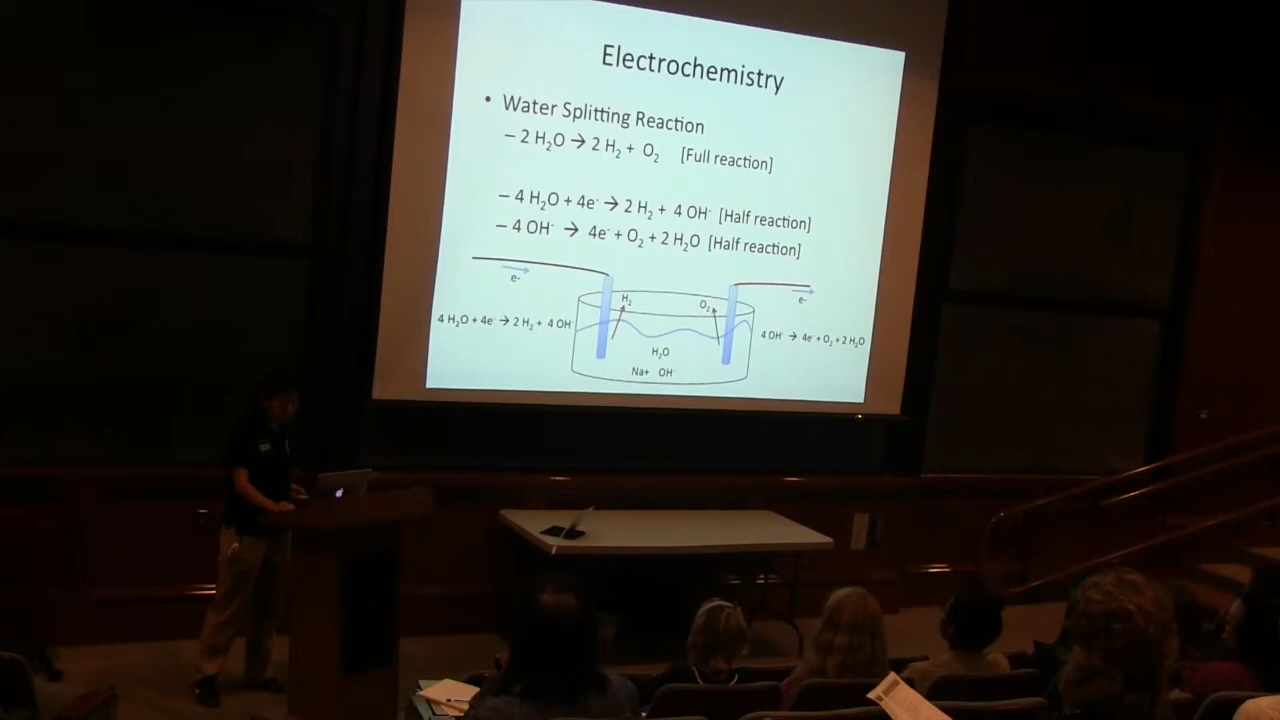 Electrochemistry
• Water Splitting Reaction
– 2 H₂O → 2 H₂ + O₂ [Full reaction]
– 4 H₂O + 4e⁻ → 2 H₂ + 4 OH⁻ [Half reaction]
– 4 OH⁻ → 4e⁻ + O₂ + 2 H₂O [Half reaction]
e-
e-
H₂
O₂
4 H₂O + 4e⁻ → 2 H₂ + 4 OH⁻
4 OH⁻ → 4e⁻ + O₂ + 2 H₂O
H₂O
Na+ OH⁻